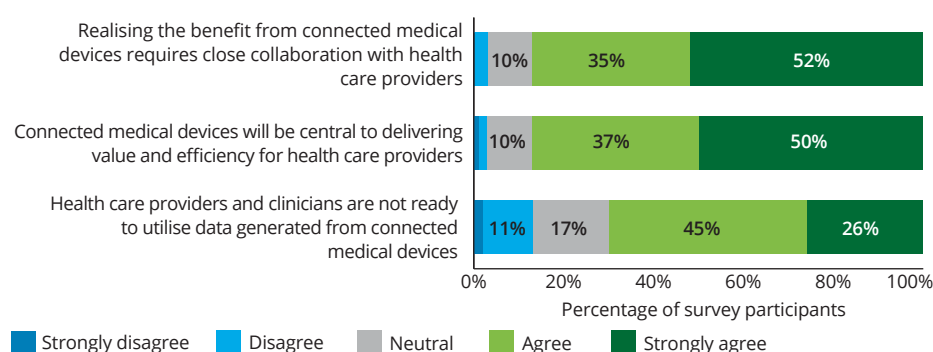 Realising the benefit from connected medical
devices requires close collaboration with health
care providers
10% 35% 52%
Connected medical devices will be central to delivering
value and efficiency for health care providers
10% 37% 50%
Health care providers and clinicians are not ready
to utilise data generated from connected
medical devices
11% 17% 45% 26%
0% 20% 40% 60% 80% 100%
Percentage of survey participants
Strongly disagree Disagree Neutral Agree Strongly agree